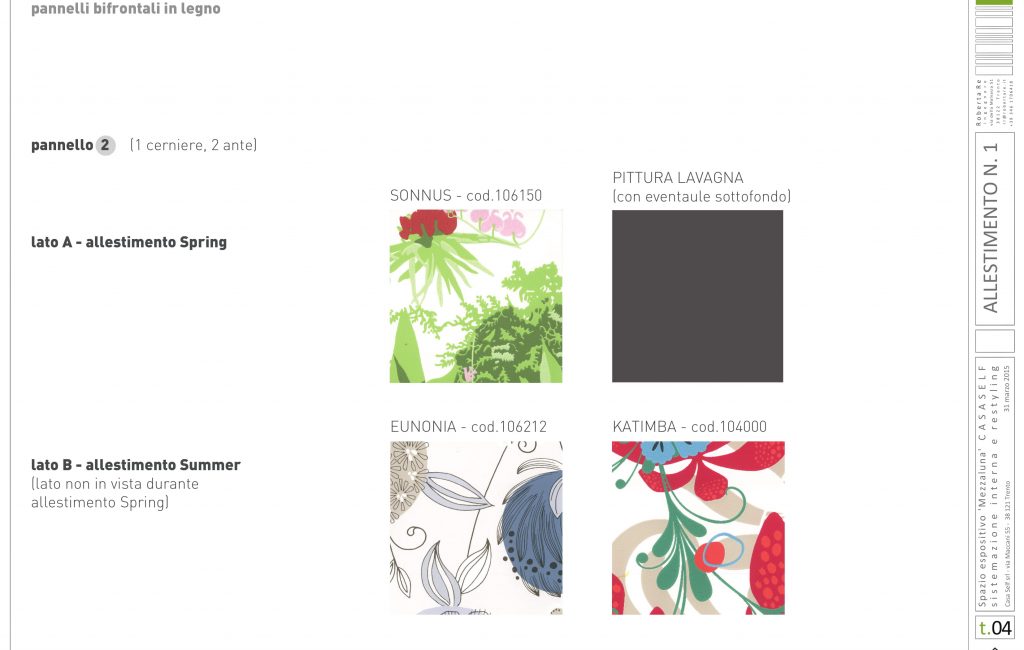 pannelli bifrontali in legno
pannello 2 (1 cerniere, 2 ante)
SONNUS - cod.106150
PITTURA LAVAGNA
(con eventaule sottofondo)
lato A - allestimento Spring
EUNONIA - cod.106212
KATIMBA - cod.104000
lato B - allestimento Summer
(lato non in vista durante
allestimento Spring)
Roberta Re
ALLESTIMENTO N. 1
Spazio espositivo 'Mezzaluna' CASASELF
sistemazione interna e restyling
Casa Self srl - via Maccani 55 - 38 121 Trento
31 marzo 2015
t.04